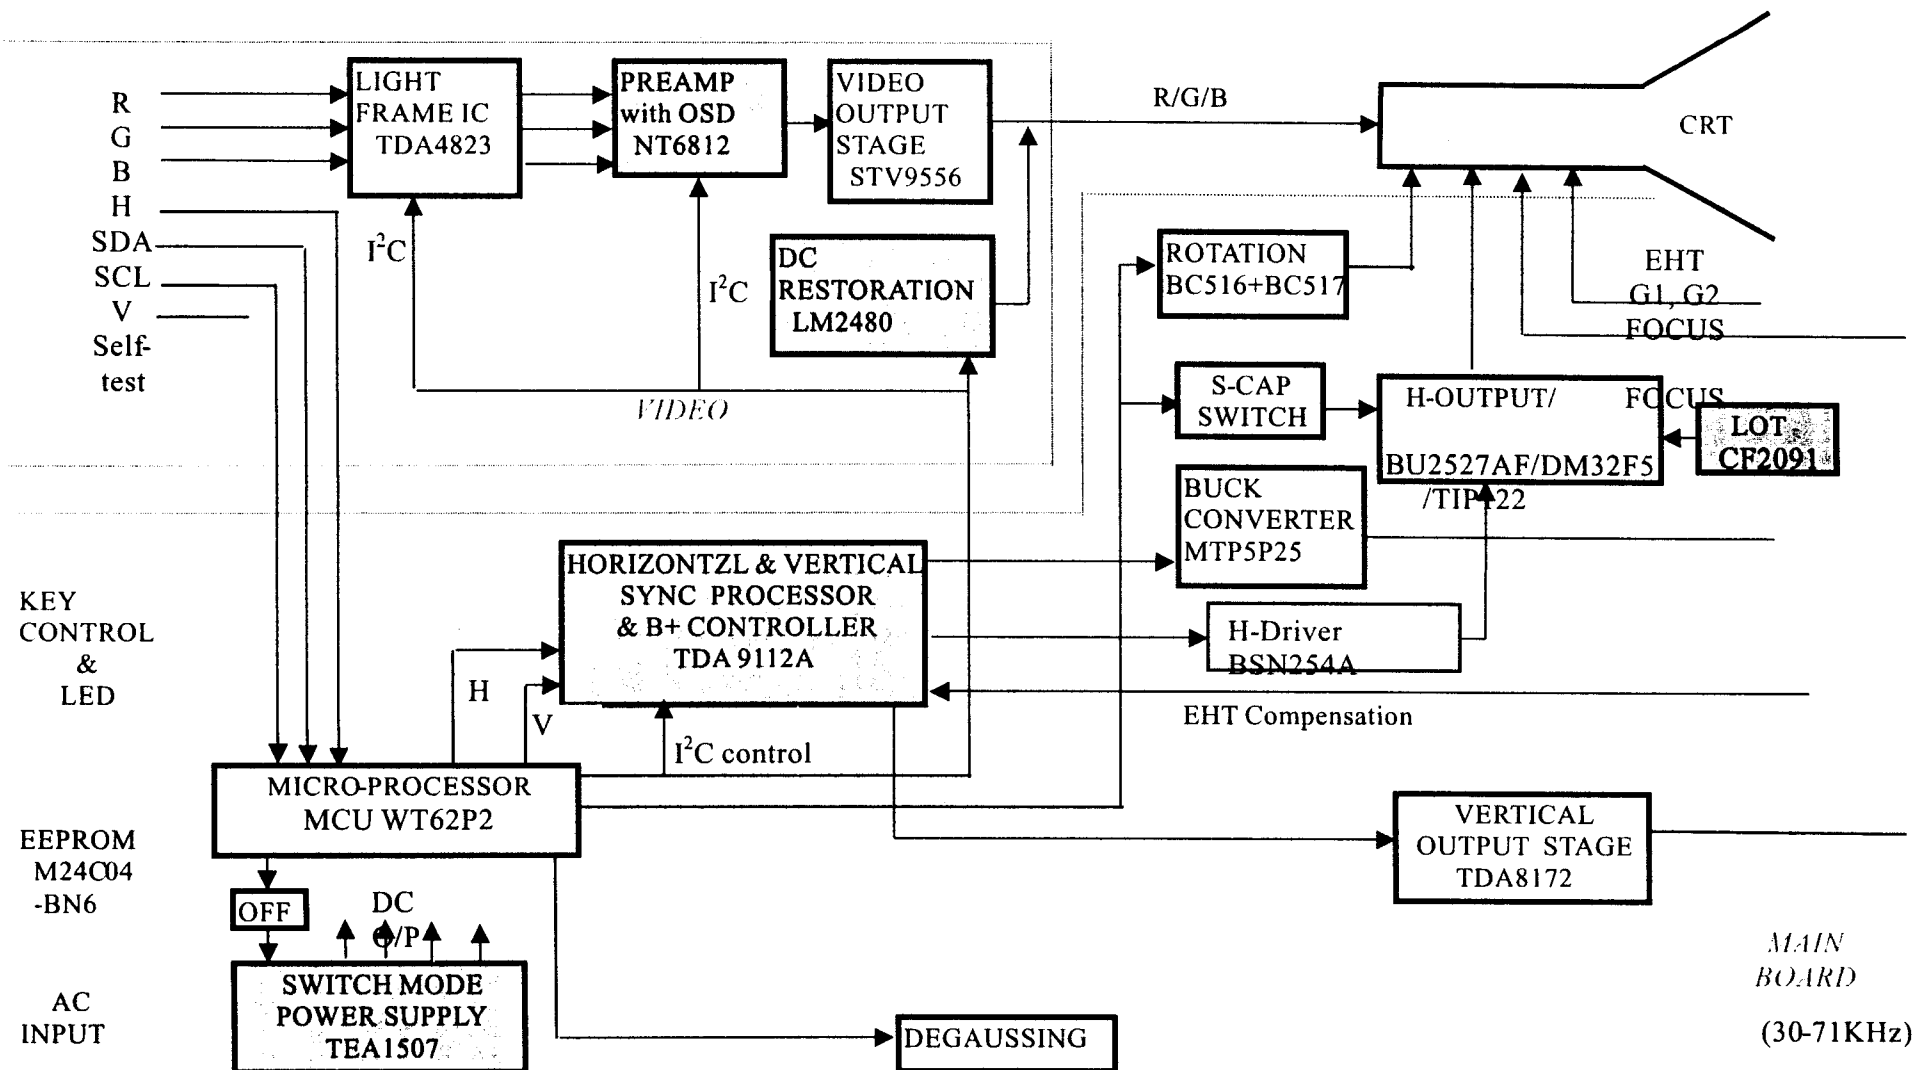 R
G
B
H
SDA
SCL
V
Self-
test
LIGHT
FRAME IC
TDA4823
PREAMP
with OSD
NT6812
VIDEO
OUTPUT
STAGE
STV9556
R/G/B
CRT
I²C
I²C
DC
RESTORATION
LM2480
VIDEO
ROTATION
BC516+BC517
EHT
G1, G2
FOCUS
S-CAP
SWITCH
H-OUTPUT/
BU2527AF/DM32F5
FOCUS
LOT
CF2091
BUCK
CONVERTER
MTP5P25
HORIZONTZL & VERTICAL
SYNC PROCESSOR
& B+ CONTROLLER
TDA 9112A
H-Driver
BSN254A
KEY
CONTROL
&
LED
H
V
I²C control
EHT Compensation
MICRO-PROCESSOR
MCU WT62P2
VERTICAL
OUTPUT STAGE
TDA8172
EEPROM
M24C04
-BN6
OFF
DC
O/P
SWITCH MODE
POWER SUPPLY
TEA1507
AC
INPUT
DEGAUSSING
MAIN
BOARD
(30-71KHz)